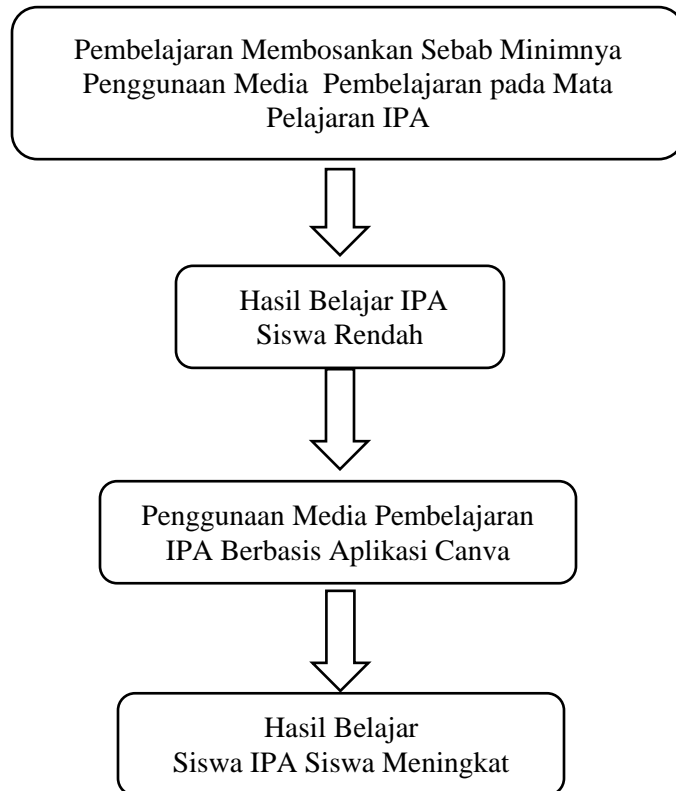 Pembelajaran Membosankan Sebab Minimnya
Penggunaan Media Pembelajaran pada Mata
Pelajaran IPA
Hasil Belajar IPA
Siswa Rendah
Penggunaan Media Pembelajaran
IPA Berbasis Aplikasi Canva
Hasil Belajar
Siswa IPA Siswa Meningkat